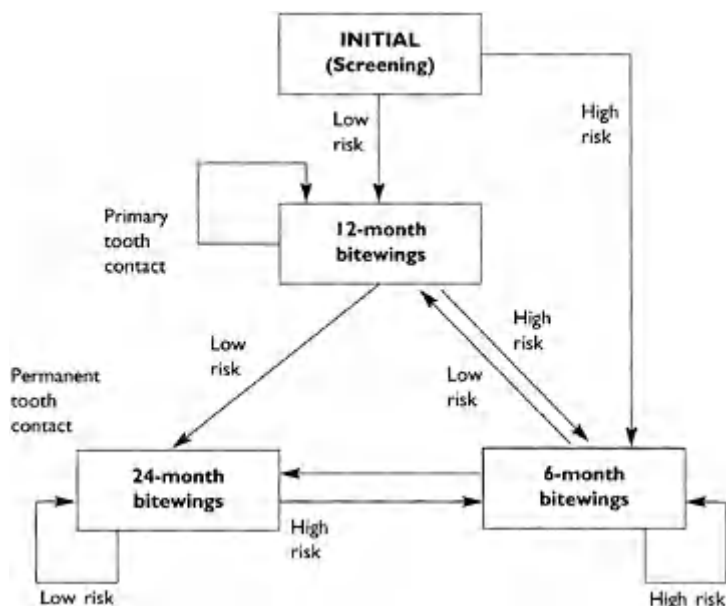 INITIAL
(Screening)
Low
risk
High
risk
Primary
tooth
contact
12-month
bitewings
Low
risk
High
risk
Low
risk
Permanent
tooth
contact
24-month
bitewings
6-month
bitewings
High
risk
Low risk
High risk